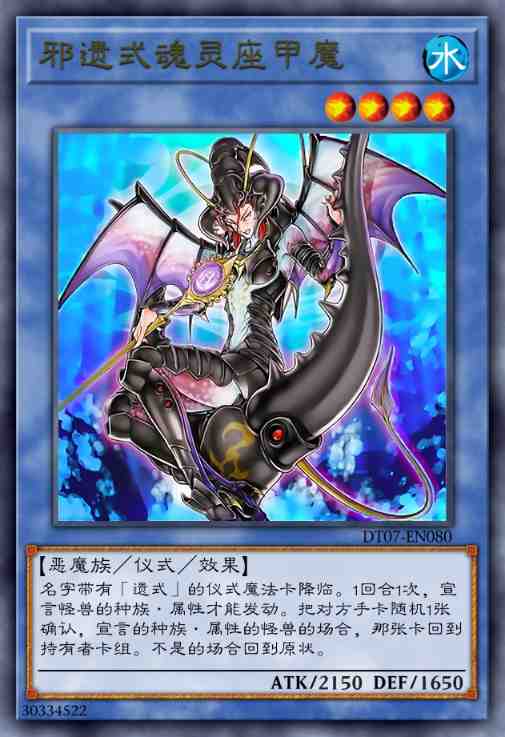 邪遗式魂灵座甲魔
水
DT07-EN080
【恶魔族／仪式／效果】
名字带有「遗式」的仪式魔法卡降临。1回合1次，宣
言怪兽的种族·属性才能发动。把对方手卡随机1张
确认，宣言的种族·属性的怪兽的场合，那张卡回到
持有者卡组。不是的场合回到原状。
ATK/2150 DEF/1650
30334522